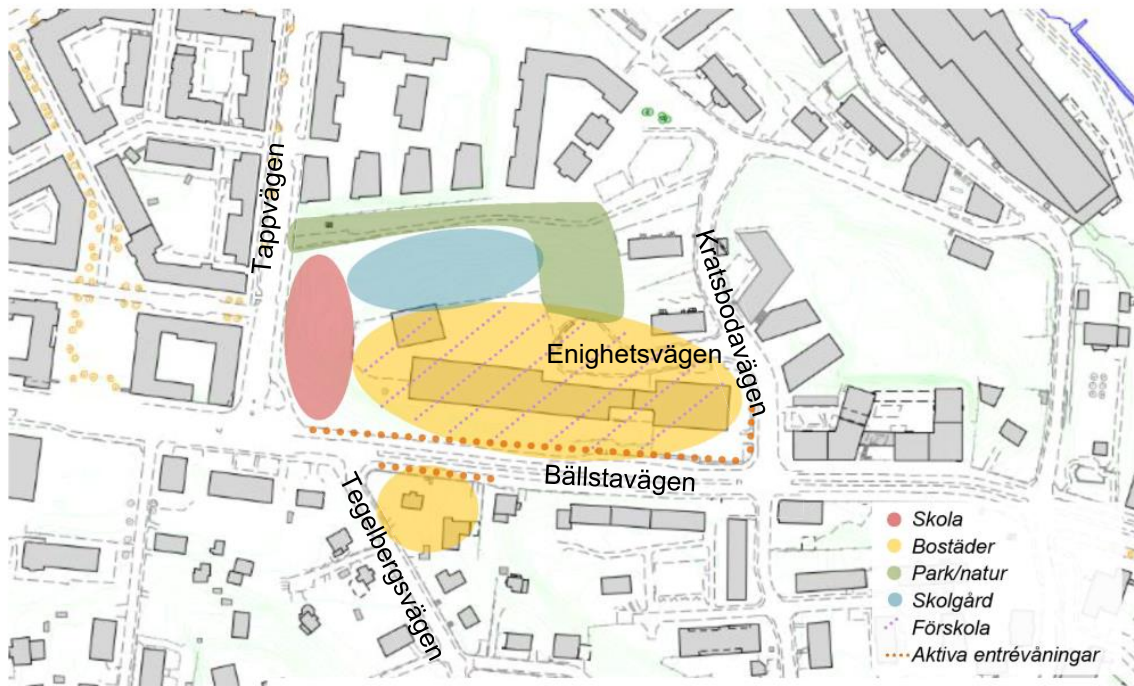 Tappvägen
Kratsbodavägen
Enighetsvägen
Bällstavägen
Tegelbergsvägen
Skola
Bostäder
Park/natur
Skolgård
Förskola
Aktiva entrévåningar